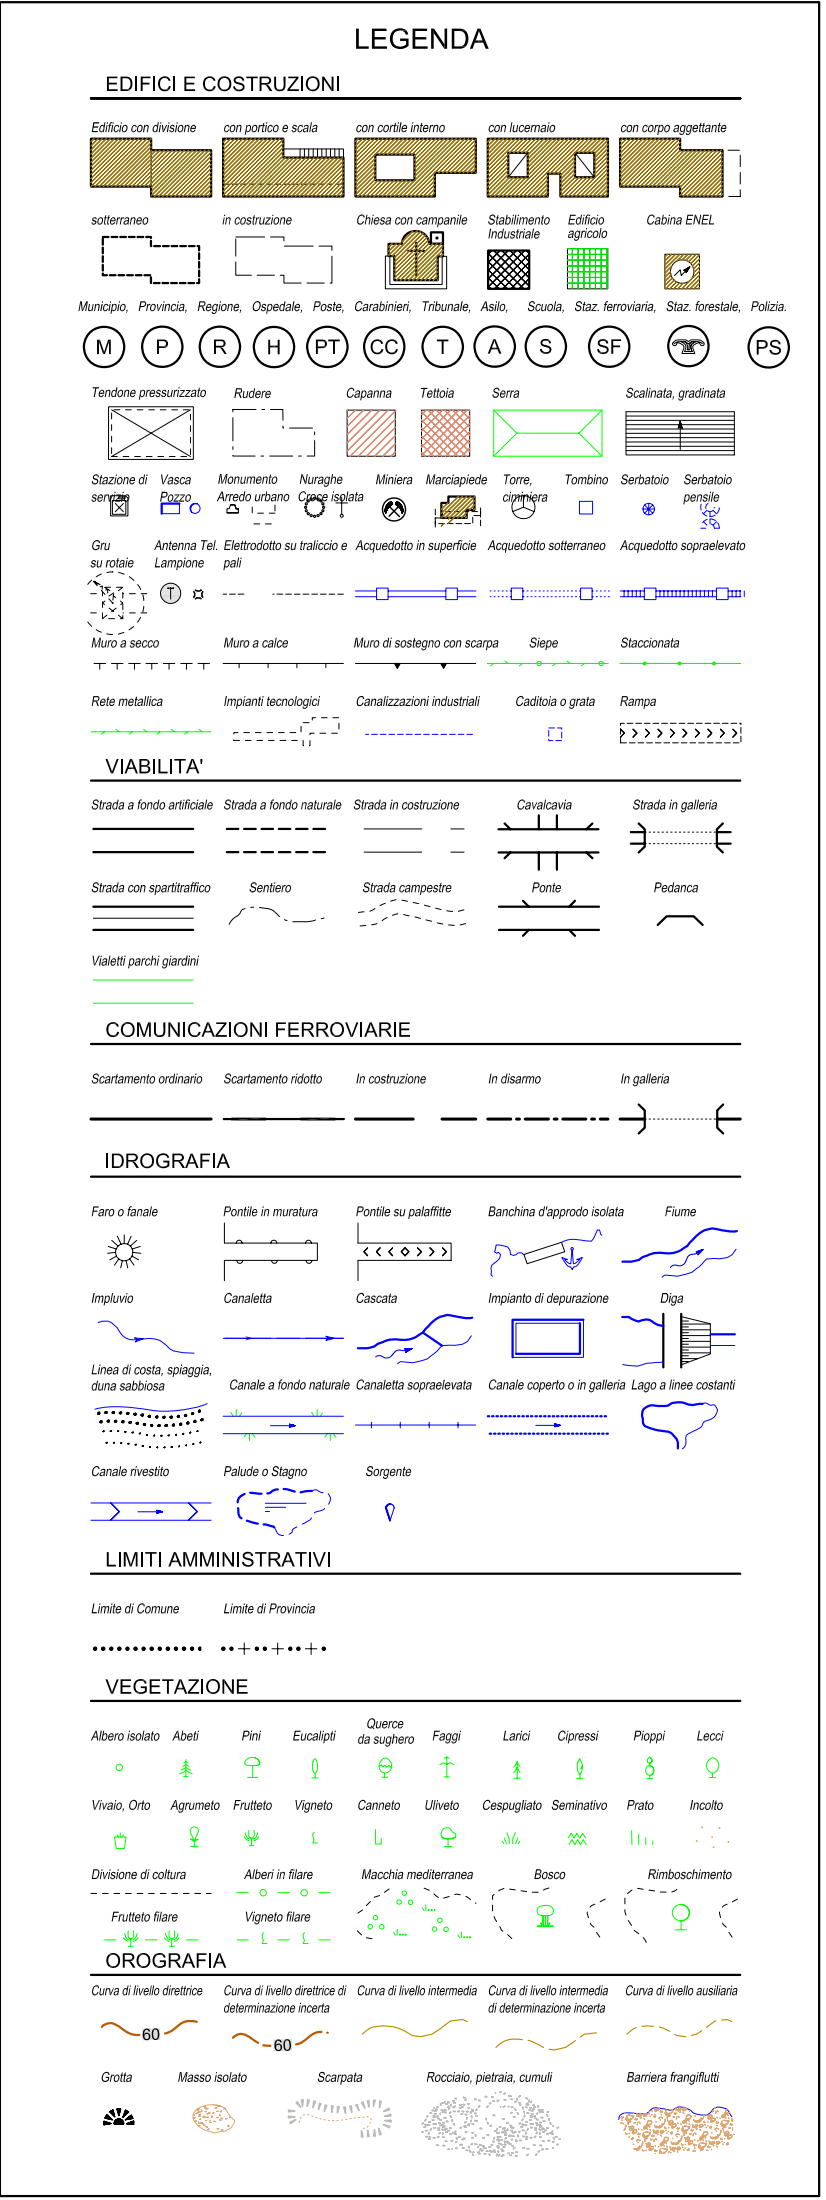 LEGENDA
EDIFICI E COSTRUZIONI
Edificio con divisione
con portico e scala
con cortile interno
con lucernaio
con corpo aggettante
sotterraneo
in costruzione
Chiesa con campanile
Stabilimento
Industriale
Edificio
agricolo
Cabina ENEL
Municipio, Provincia, Regione, Ospedale, Poste, Carabinieri, Tribunale, Asilo, Scuola, Staz. ferroviaria, Staz. forestale, Polizia.
M P R H PT CC T A S SF PS
Tendone pressurizzato
Rudere
Capanna
Tettoia
Serra
Scalinata, gradinata
Stazione di
servizio
Vasca
Pozzo
Monumento
Arredo urbano
Nuraghe
Croce isolata
Miniera
Marciapiede
Torre,
ciminiera
Tombino
Serbatoio
Serbatoio
pensile
Gru
su rotaie
Antenna Tel.
Lampione
T
Elettrodotto su traliccio e
pali
Acquedotto in superficie
Acquedotto sotterraneo
Acquedotto sopraelevato
Muro a secco
Muro a calce
Muro di sostegno con scarpa
Siepe
Staccionata
Rete metallica
Impianti tecnologici
Canalizzazioni industriali
Caditoia o grata
Rampa
VIABILITA'
Strada a fondo artificiale
Strada a fondo naturale
Strada in costruzione
Cavalcavia
Strada in galleria
Strada con spartitraffico
Sentiero
Strada campestre
Ponte
Pedanca
Vialetti parchi giardini
COMUNICAZIONI FERROVIARIE
Scartamento ordinario
Scartamento ridotto
In costruzione
In disarmo
In galleria
IDROGRAFIA
Faro o fanale
Pontile in muratura
Pontile su palaffitte
Banchina d'approdo isolata
Fiume
Impluvio
Canaletta
Cascata
Impianto di depurazione
Diga
Linea di costa, spiaggia,
duna sabbiosa
Canale a fondo naturale
Canaletta sopraelevata
Canale coperto o in galleria
Lago a linee costanti
Canale rivestito
Palude o Stagno
Sorgente
LIMITI AMMINISTRATIVI
Limite di Comune
Limite di Provincia
VEGETAZIONE
Albero isolato
Abeti
Pini
Eucalipti
Querce
da sughero
Faggi
Larici
Cipressi
Pioppi
Lecci
Vivaio, Orto
Agrumeto
Frutteto
Vigneto
Canneto
Uliveto
Cespugliato
Seminativo
Prato
Incolto
Divisione di coltura
Alberi in filare
Macchia mediterranea
Bosco
Rimboschimento
Frutteto filare
Vigneto filare
OROGRAFIA
Curva di livello direttrice
Curva di livello direttrice di
determinazione incerta
Curva di livello intermedia
Curva di livello intermedia
di determinazione incerta
Curva di livello ausiliaria
60
60
Grotta
Masso isolato
Scarpata
Rocciaio, pietraia, cumuli
Barriera frangiflutti